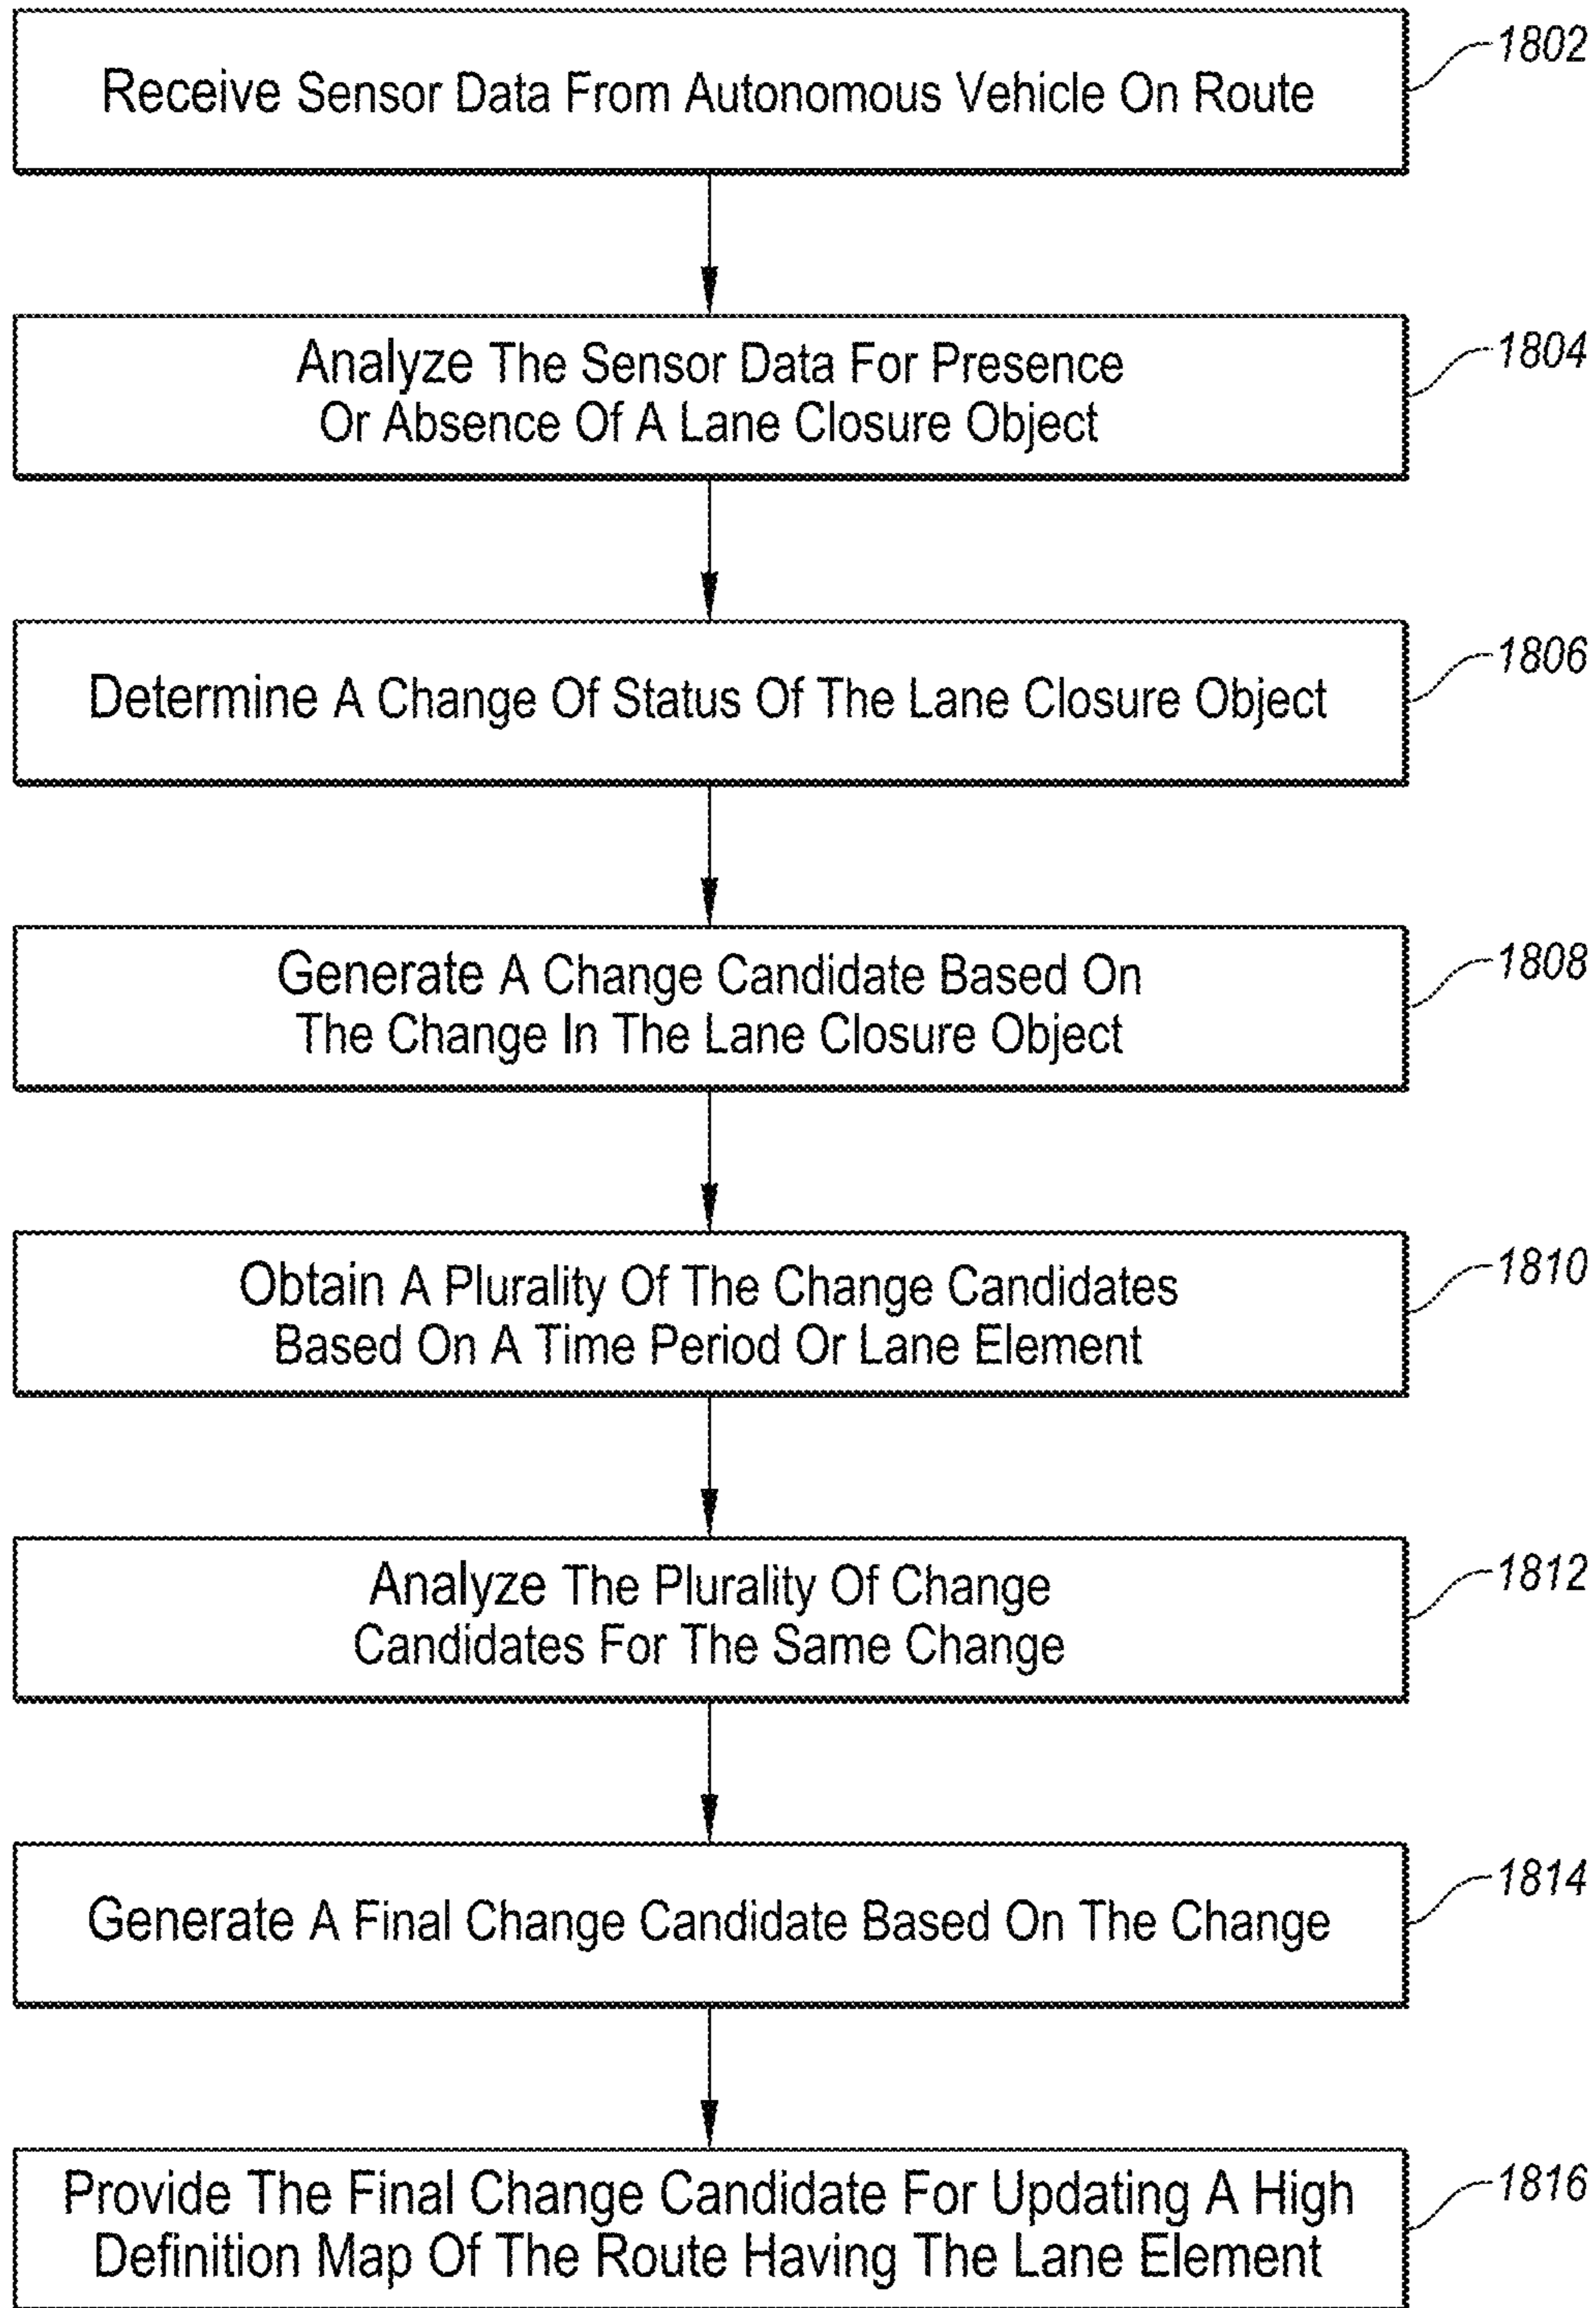 Receive Sensor Data From Autonomous Vehicle On Route
1802
Analyze The Sensor Data For Presence
Or Absence Of A Lane Closure Object
1804
Determine A Change Of Status Of The Lane Closure Object
1806
Generate A Change Candidate Based On
The Change In The Lane Closure Object
1808
Obtain A Plurality Of The Change Candidates
Based On A Time Period Or Lane Element
1810
Analyze The Plurality Of Change
Candidates For The Same Change
1812
Generate A Final Change Candidate Based On The Change
1814
Provide The Final Change Candidate For Updating A High
Definition Map Of The Route Having The Lane Element
1816